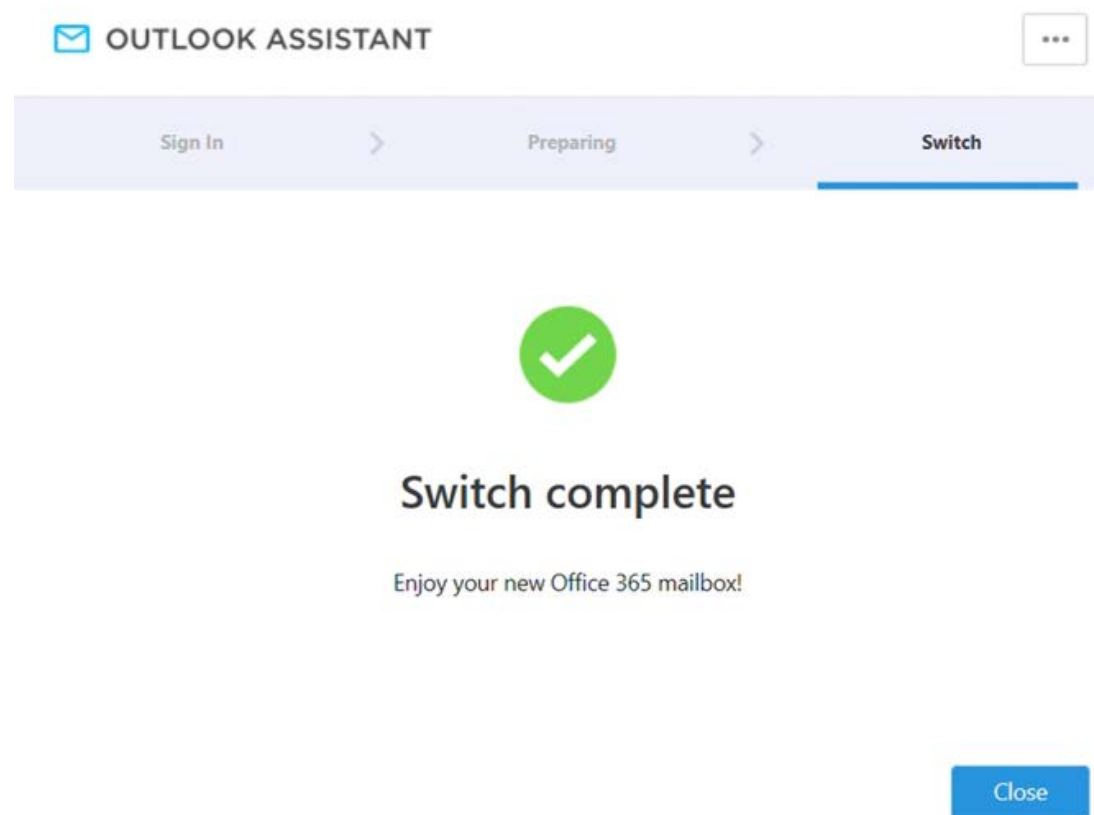 OUTLOOK ASSISTANT
Sign In > Preparing > Switch
Switch complete
Enjoy your new Office 365 mailbox!
Close